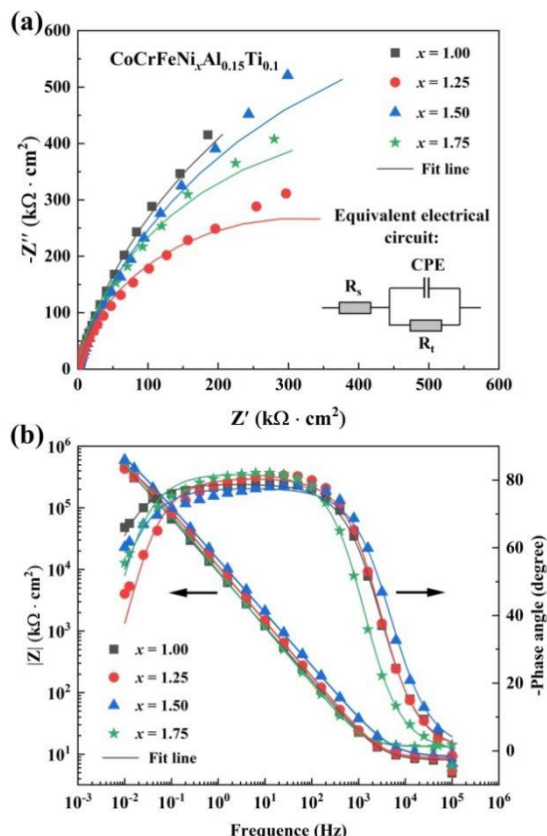 (a)
CoCrFeNiₓAl₀.₁₅Ti₀.₁
x = 1.00
x = 1.25
x = 1.50
x = 1.75
Fit line
Equivalent electrical
circuit:
CPE
Rₛ
Rₜ
600
500
400
300
200
100
0
-Z″ (kΩ · cm²)
0 100 200 300 400 500 600
Z′ (kΩ · cm²)
(b)
10⁶
10⁵
10⁴
10³
10²
10¹
|Z| (kΩ · cm²)
80
60
40
20
0
-Phase angle (degree)
x = 1.00
x = 1.25
x = 1.50
x = 1.75
Fit line
10⁻³ 10⁻² 10⁻¹ 10⁰ 10¹ 10² 10³ 10⁴ 10⁵ 10⁶
Frequence (Hz)